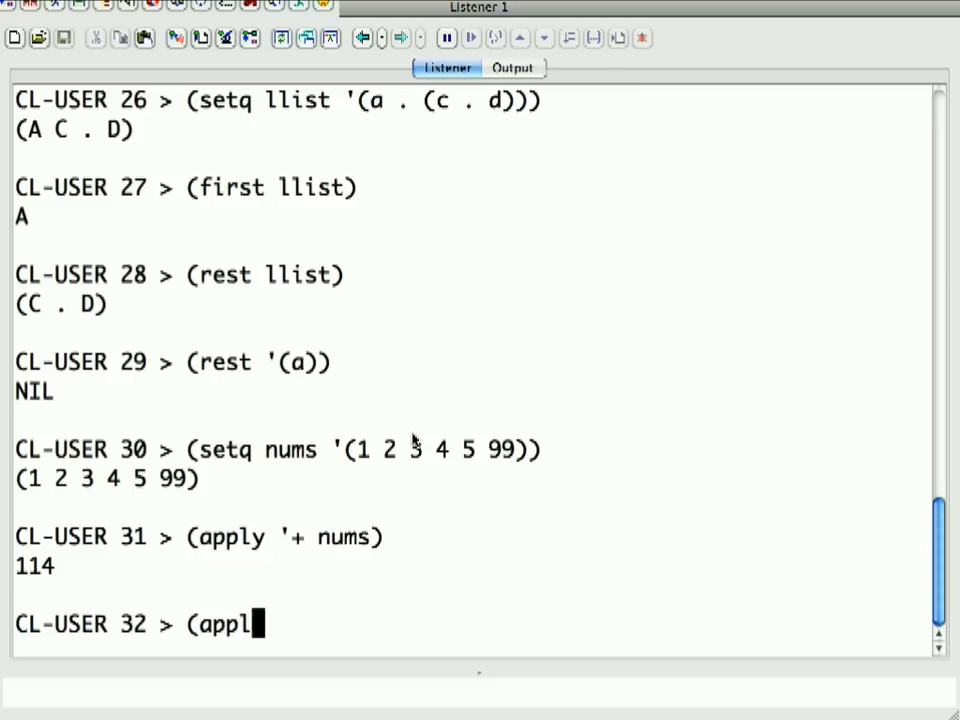 Listener 1
Listener Output
CL-USER 26 > (setq llist '(a . (c . d)))
(A C . D)
CL-USER 27 > (first llist)
A
CL-USER 28 > (rest llist)
(C . D)
CL-USER 29 > (rest '(a))
NIL
CL-USER 30 > (setq nums '(1 2 3 4 5 99))
(1 2 3 4 5 99)
CL-USER 31 > (apply '+ nums)
114
CL-USER 32 > (appl